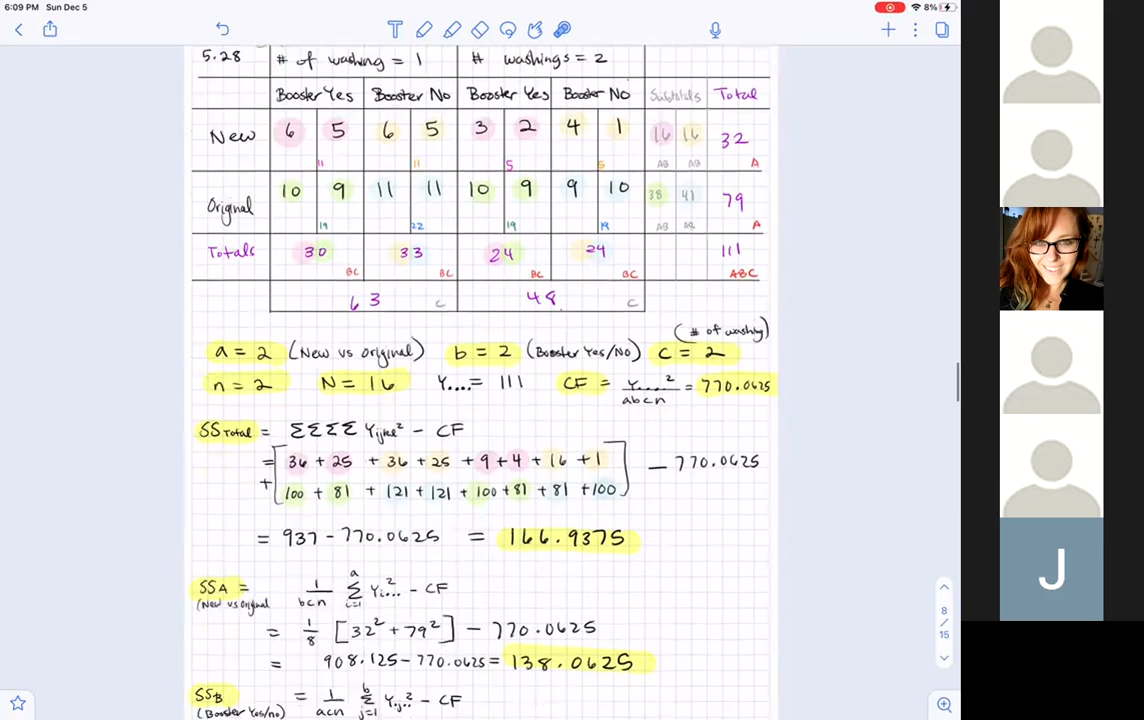 6:09 PM Sun Dec 5
8%
5.28 # of washing = 1 # washings = 2
Booster Yes Booster No Booster Yes Booster No Subtotals Total
New 6 5 6 5 3 2 4 1 16 16 32
11 11 5 5 AB AB A
Original 10 9 11 11 10 9 9 10 38 41 79
19 22 19 19 AB AB A
Totals 30 33 24 24 111
BC BC BC BC ABC
63 C 48 C
(# of washing)
a = 2 (New vs original) b = 2 (Booster Yes/No) c = 2
n = 2 N = 16 Y.... = 111 CF = Y....² / abcn = 770.0625
SS Total = ΣΣΣΣ Yijkl² - CF
= [36 + 25 + 36 + 25 + 9 + 4 + 16 + 1
+ 100 + 81 + 121 + 121 + 100 + 81 + 81 + 100] - 770.0625
= 937 - 770.0625 = 166.9375
SSA = 1/bcn Σ(i=1 to a) Yi...² - CF
(New vs Original
= 1/8 [32² + 79²] - 770.0625
= 908.125 - 770.0625 = 138.0625
SSB = 1/acn Σ(j=1 to b) Y.j..² - CF
(Booster Yes/no)
8
/
15
J